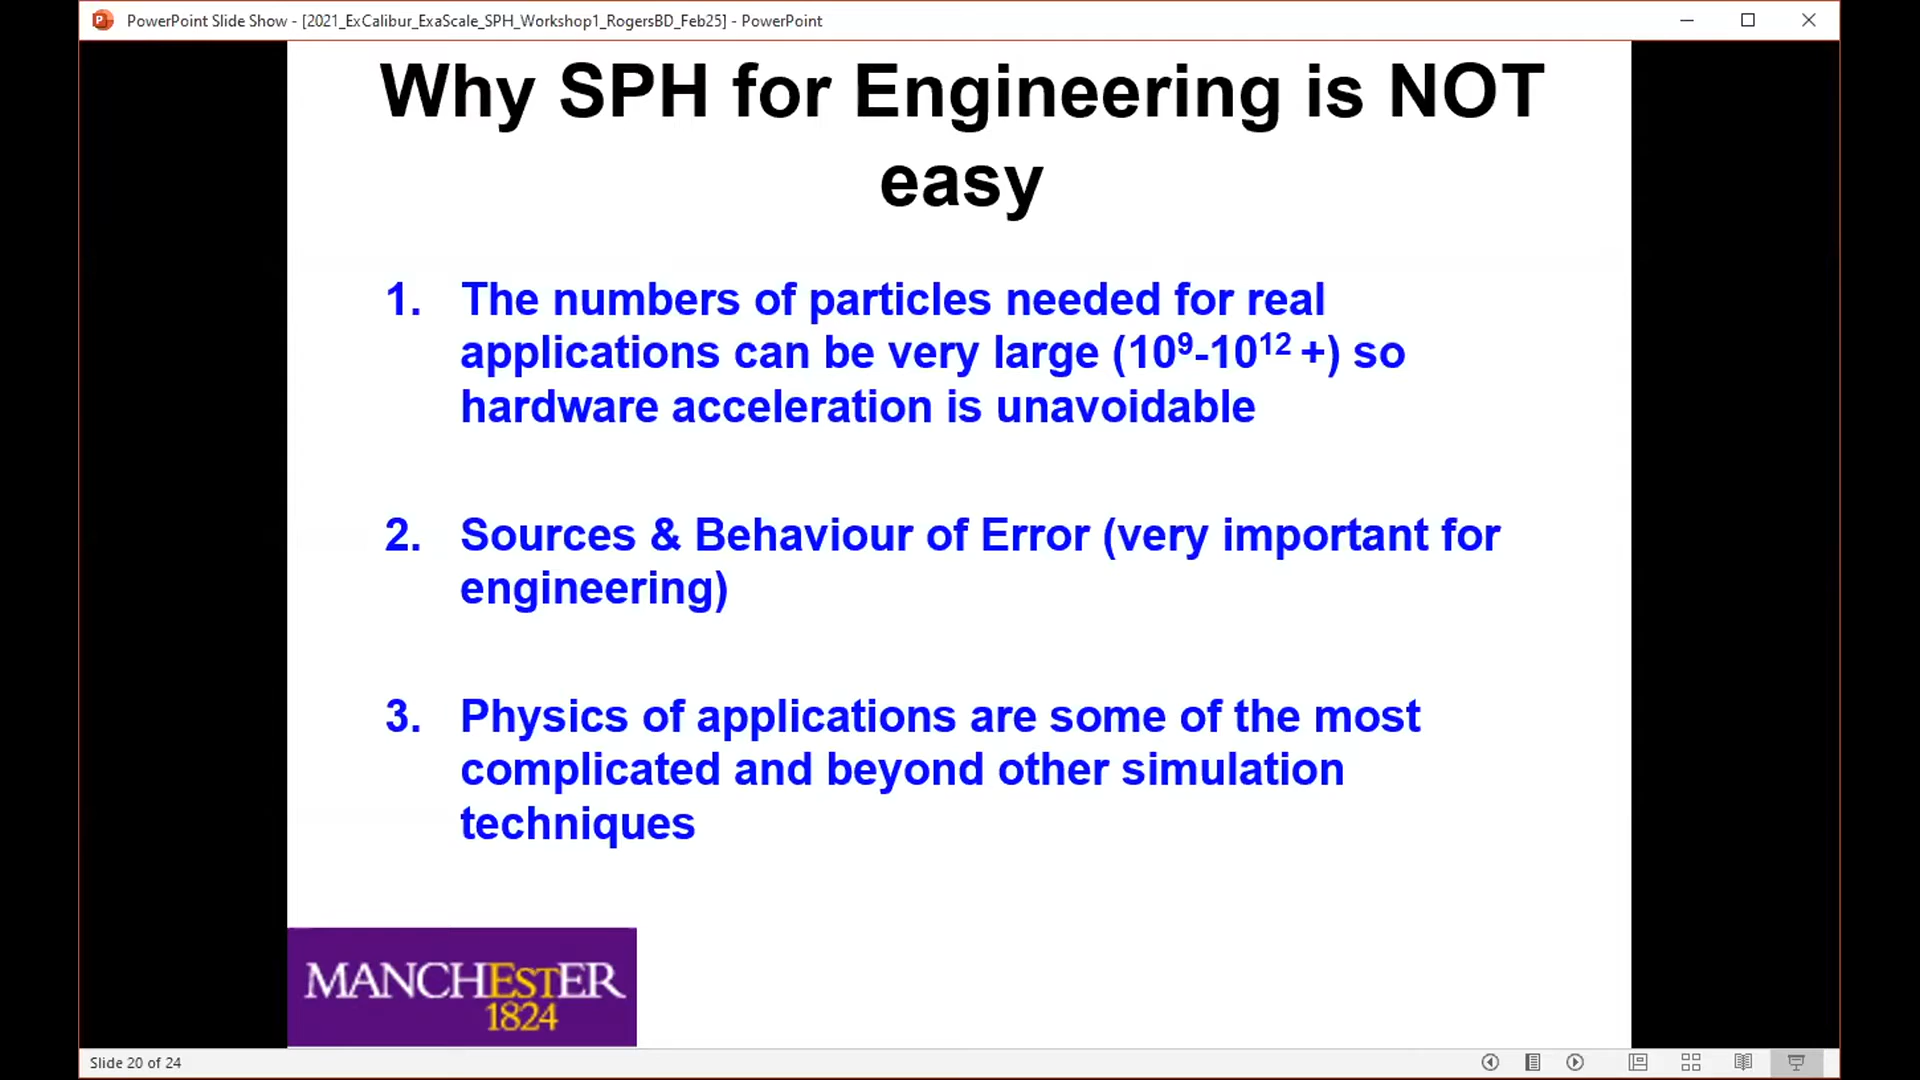 PowerPoint Slide Show - [2021_ExCalibur_ExaScale_SPH_Workshop1_RogersBD_Feb25] - PowerPoint
Why SPH for Engineering is NOT
easy
1. The numbers of particles needed for real
applications can be very large (10⁹-10¹² +) so
hardware acceleration is unavoidable
2. Sources & Behaviour of Error (very important for
engineering)
3. Physics of applications are some of the most
complicated and beyond other simulation
techniques
MANCHESTER
1824
Slide 20 of 24